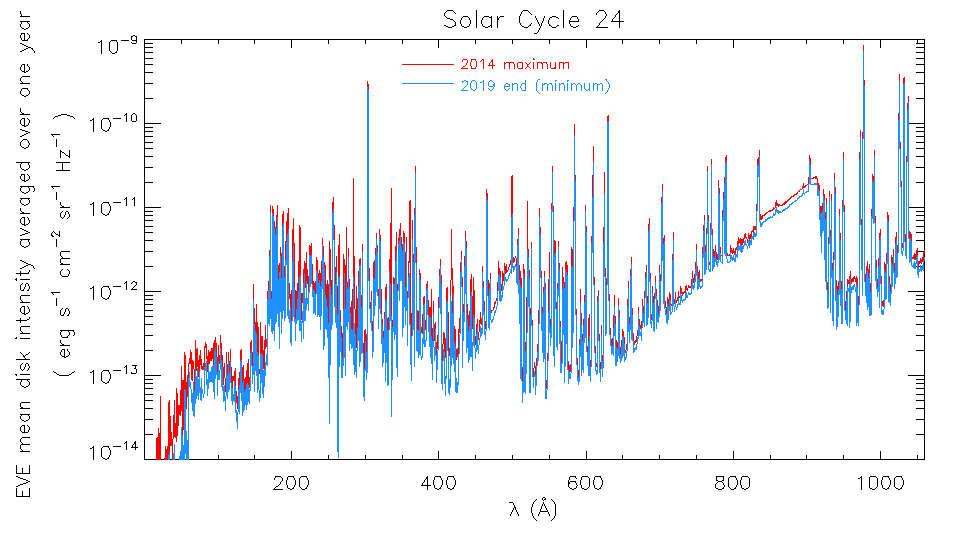 Solar Cycle 24
EVE mean disk intensity averaged over one year
( erg s⁻¹ cm⁻² sr⁻¹ Hz⁻¹ )
10⁻⁹
10⁻¹⁰
10⁻¹¹
10⁻¹²
10⁻¹³
10⁻¹⁴
2014 maximum
2019 end (minimum)
200 400 600 800 1000
λ (Å)